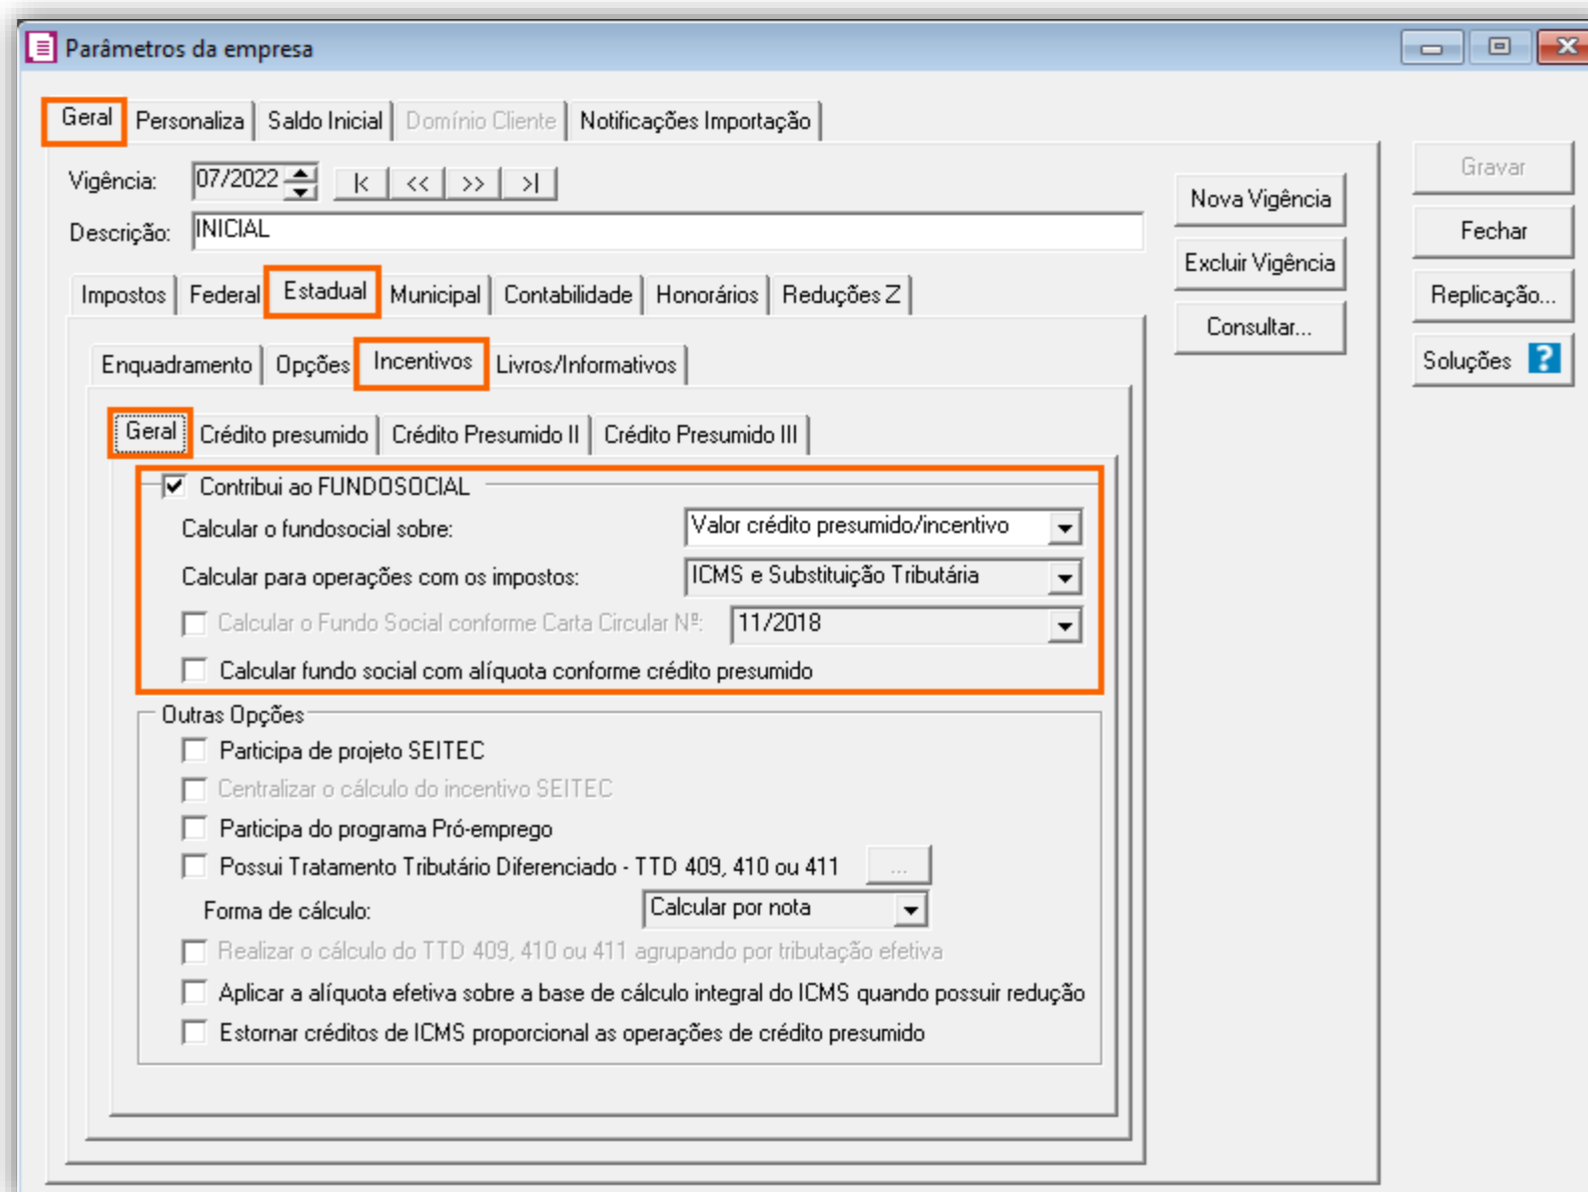 Parâmetros da empresa
Geral Personaliza Saldo Inicial Domínio Cliente Notificações Importação
Vigência: 07/2022 |< << >> >|
Descrição: INICIAL
Nova Vigência
Excluir Vigência
Consultar...
Gravar
Fechar
Replicação...
Soluções ?
Impostos Federal Estadual Municipal Contabilidade Honorários Reduções Z
Enquadramento Opções Incentivos Livros/Informativos
Geral Crédito presumido Crédito Presumido II Crédito Presumido III
Contribui ao FUNDOSOCIAL
Calcular o fundosocial sobre: Valor crédito presumido/incentivo
Calcular para operações com os impostos: ICMS e Substituição Tributária
Calcular o Fundo Social conforme Carta Circular Nº: 11/2018
Calcular fundo social com alíquota conforme crédito presumido
Outras Opções
Participa de projeto SEITEC
Centralizar o cálculo do incentivo SEITEC
Participa do programa Pró-emprego
Possui Tratamento Tributário Diferenciado - TTD 409, 410 ou 411 ...
Forma de cálculo: Calcular por nota
Realizar o cálculo do TTD 409, 410 ou 411 agrupando por tributação efetiva
Aplicar a alíquota efetiva sobre a base de cálculo integral do ICMS quando possuir redução
Estornar créditos de ICMS proporcional as operações de crédito presumido